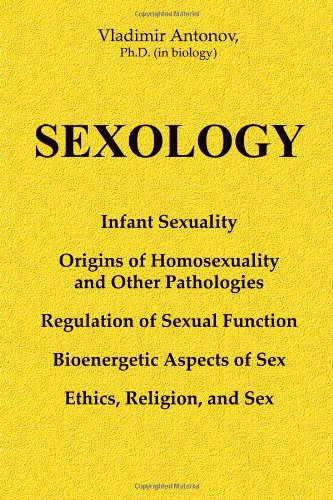 Vladimir Antonov,
Ph.D. (in biology)
SEXOLOGY
Infant Sexuality
Origins of Homosexuality
and Other Pathologies
Regulation of Sexual Function
Bioenergetic Aspects of Sex
Ethics, Religion, and Sex